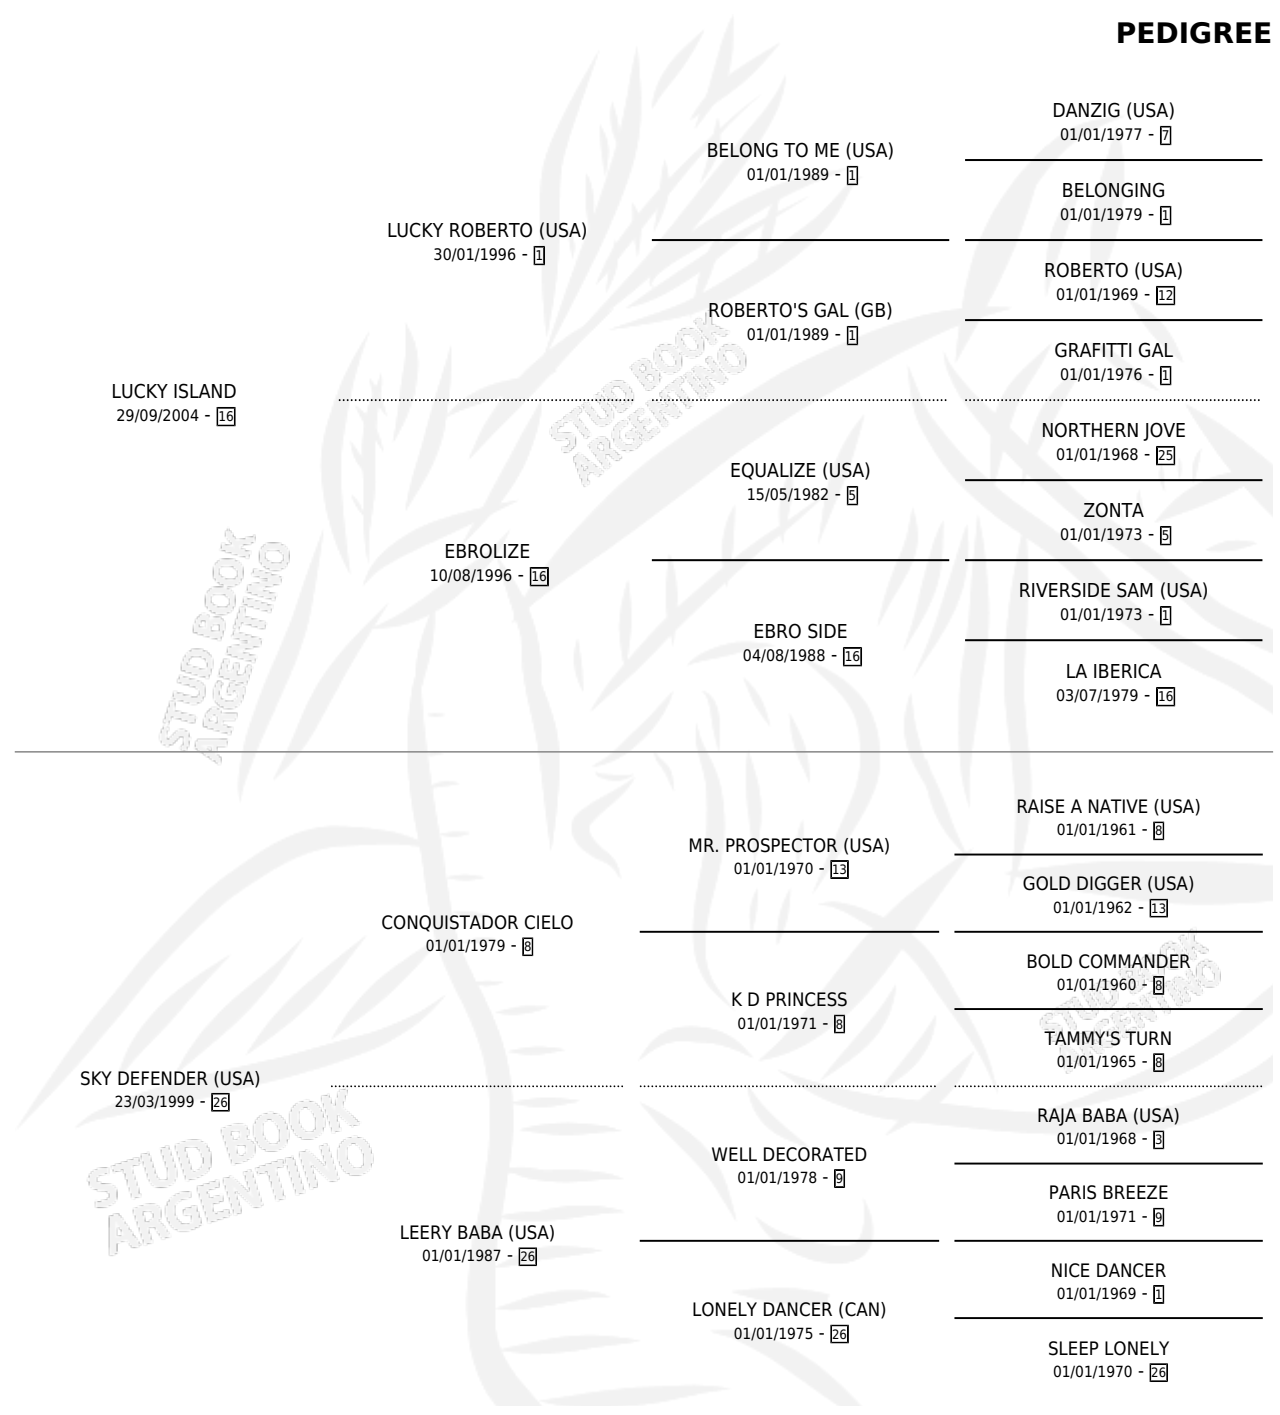 PEDIGREE
DANZIG (USA)
01/01/1977 - 7
BELONG TO ME (USA)
01/01/1989 - 1
BELONGING
01/01/1979 - 1
LUCKY ROBERTO (USA)
30/01/1996 - 1
ROBERTO (USA)
01/01/1969 - 12
ROBERTO'S GAL (GB)
01/01/1989 - 1
GRAFITTI GAL
01/01/1976 - 1
LUCKY ISLAND
29/09/2004 - 16
NORTHERN JOVE
01/01/1968 - 25
EQUALIZE (USA)
15/05/1982 - 5
ZONTA
01/01/1973 - 5
EBROLIZE
10/08/1996 - 16
RIVERSIDE SAM (USA)
01/01/1973 - 1
EBRO SIDE
04/08/1988 - 16
LA IBERICA
03/07/1979 - 16
STUD BOOK
ARGENTINO
STUD BOOK
ARGENTINO
RAISE A NATIVE (USA)
01/01/1961 - 8
MR. PROSPECTOR (USA)
01/01/1970 - 13
GOLD DIGGER (USA)
01/01/1962 - 13
CONQUISTADOR CIELO
01/01/1979 - 8
BOLD COMMANDER
01/01/1960 - 8
K D PRINCESS
01/01/1971 - 8
TAMMY'S TURN
01/01/1965 - 8
STUD BOOK
ARGENTINO
SKY DEFENDER (USA)
23/03/1999 - 26
RAJA BABA (USA)
01/01/1968 - 3
WELL DECORATED
01/01/1978 - 9
PARIS BREEZE
01/01/1971 - 9
LEERY BABA (USA)
01/01/1987 - 26
NICE DANCER
01/01/1969 - 1
LONELY DANCER (CAN)
01/01/1975 - 26
SLEEP LONELY
01/01/1970 - 26
STUD BOOK
ARGENTINO